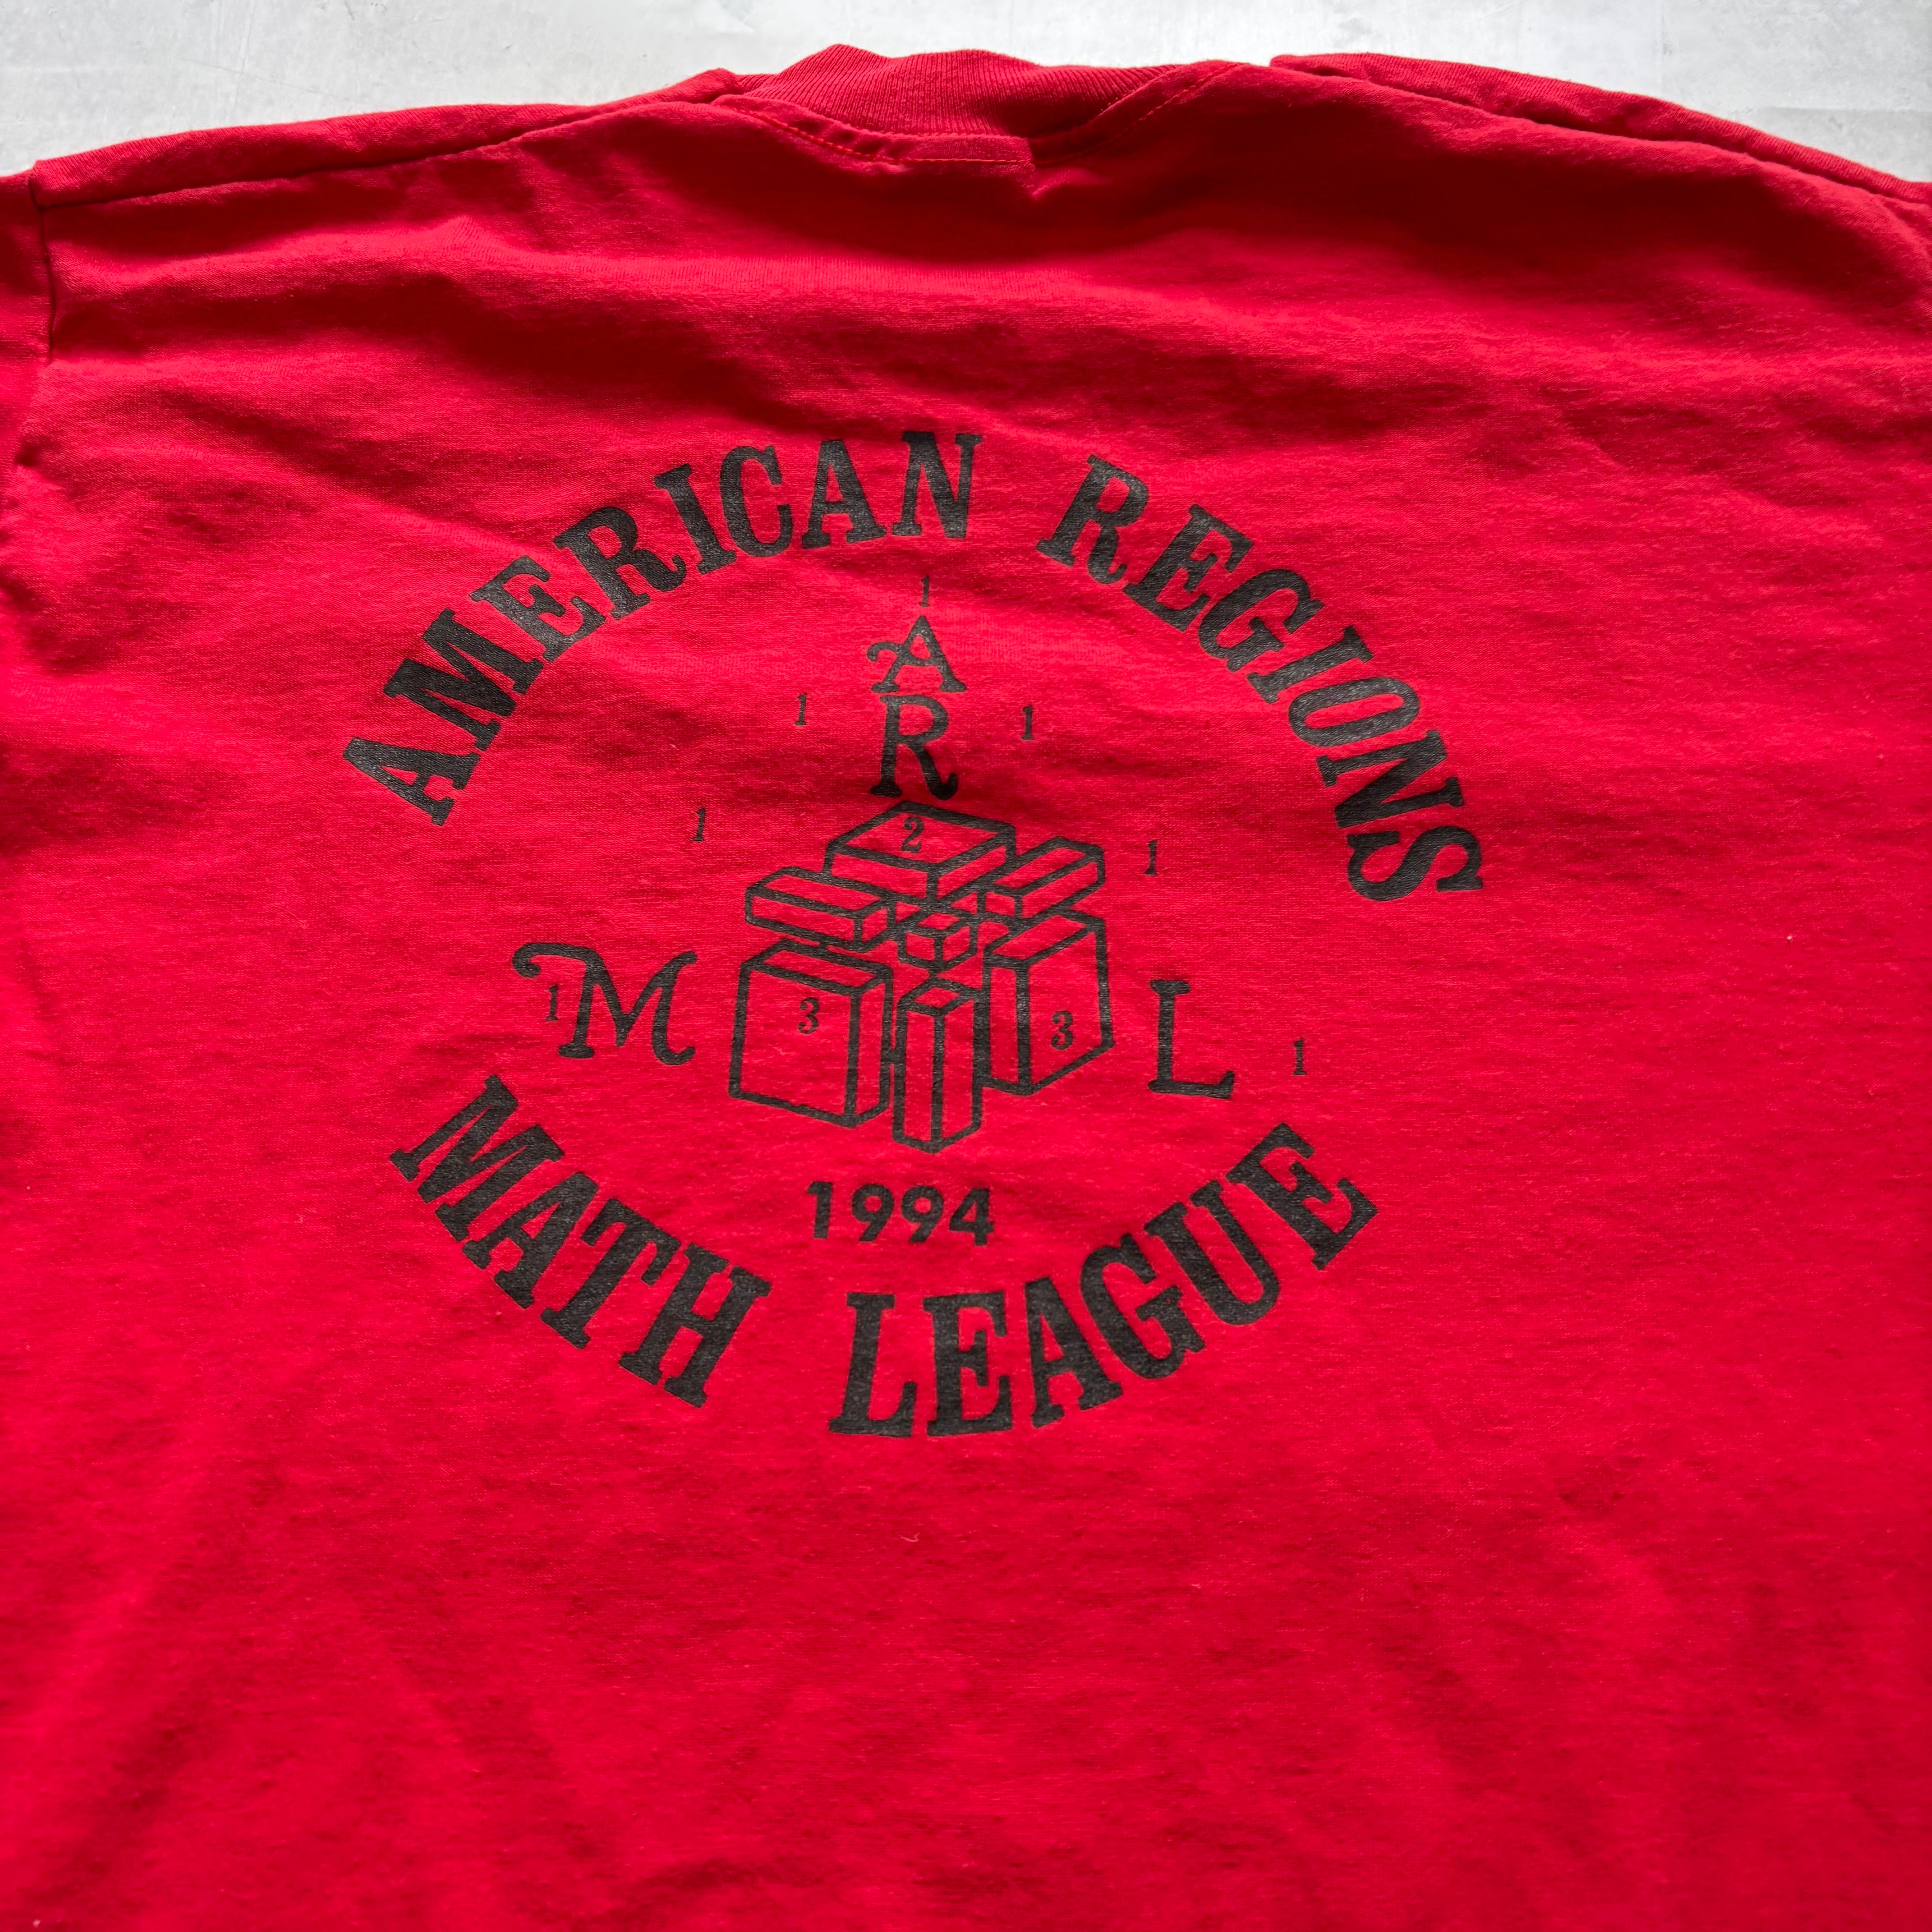 AMERICAN REGIONS
1
A
1 R 1
1 2 1
1 M 3 3 L 1
1994
MATH LEAGUE